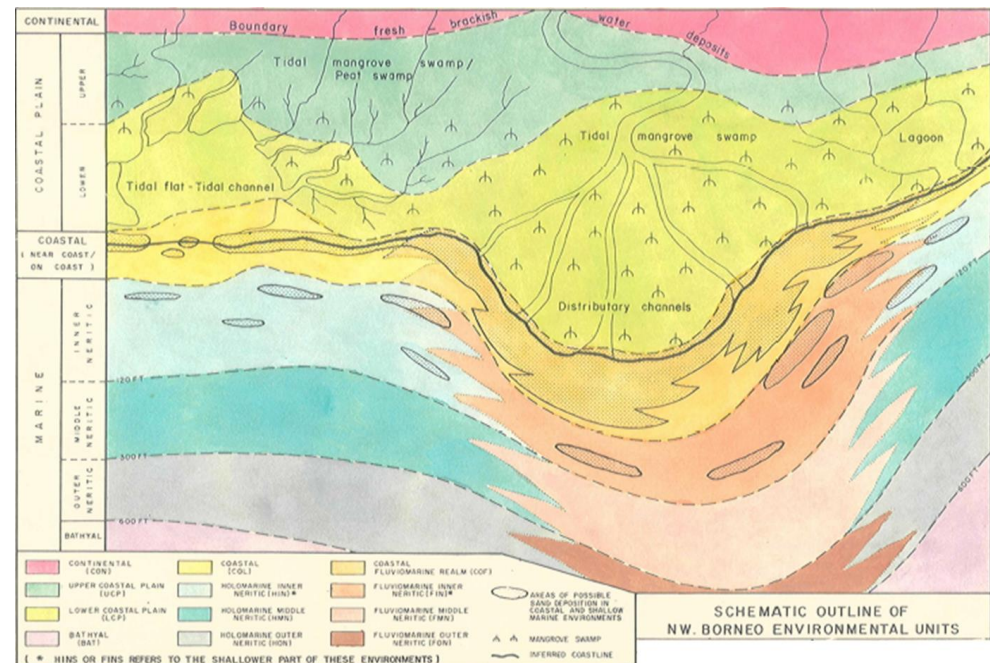 CONTINENTAL
COASTAL PLAIN
UPPER
LOWER
COASTAL
( NEAR COAST/
ON COAST )
MARINE
INNER
NERITIC
MIDDLE
NERITIC
OUTER
NERITIC
BATHYAL
Boundary fresh brackish water deposits
Tidal mangrove swamp/
Peat swamp
Tidal mangrove swamp
Lagoon
Tidal flat-Tidal channel
Distributary channels
120 FT
300 FT
600 FT
120 FT
300 FT
600 FT
CONTINENTAL
(CON)
UPPER COASTAL PLAIN
(UCP)
LOWER COASTAL PLAIN
(LCP)
BATHYAL
(BAT)
COASTAL
(COL)
HOLOMARINE INNER
NERITIC (HIN)*
HOLOMARINE MIDDLE
NERITIC (HMN)
HOLOMARINE OUTER
NERITIC (HON)
COASTAL
FLUVIOMARINE REALM (COF)
FLUVIOMARINE INNER
NERITIC (FIN)*
FLUVIOMARINE MIDDLE
NERITIC (FMN)
FLUVIOMARINE OUTER
NERITIC (FON)
AREAS OF POSSIBLE
SAND DEPOSITION IN
COASTAL AND SHALLOW
MARINE ENVIRONMENTS
MANGROVE SWAMP
INFERRED COASTLINE
( * HINS OR FINS REFERS TO THE SHALLOWER PART OF THESE ENVIRONMENTS )
SCHEMATIC OUTLINE OF
NW. BORNEO ENVIRONMENTAL UNITS